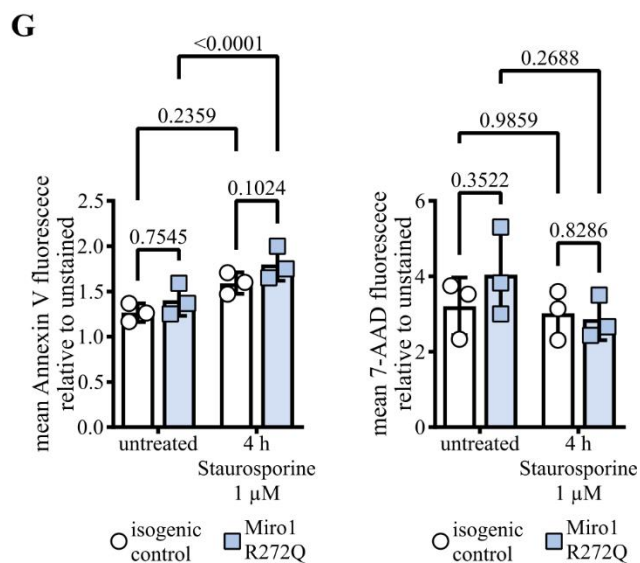 G
<0.0001
0.2359
0.1024
0.7545
mean Annexin V fluorescece
relative to unstained
2.5
2.0
1.5
1.0
0.5
0.0
untreated
4 h
Staurosporine
1 µM
isogenic
control
Miro1
R272Q
0.2688
0.9859
0.3522
0.8286
mean 7-AAD fluorescece
relative to unstained
6
4
2
0
untreated
4 h
Staurosporine
1 µM
isogenic
control
Miro1
R272Q